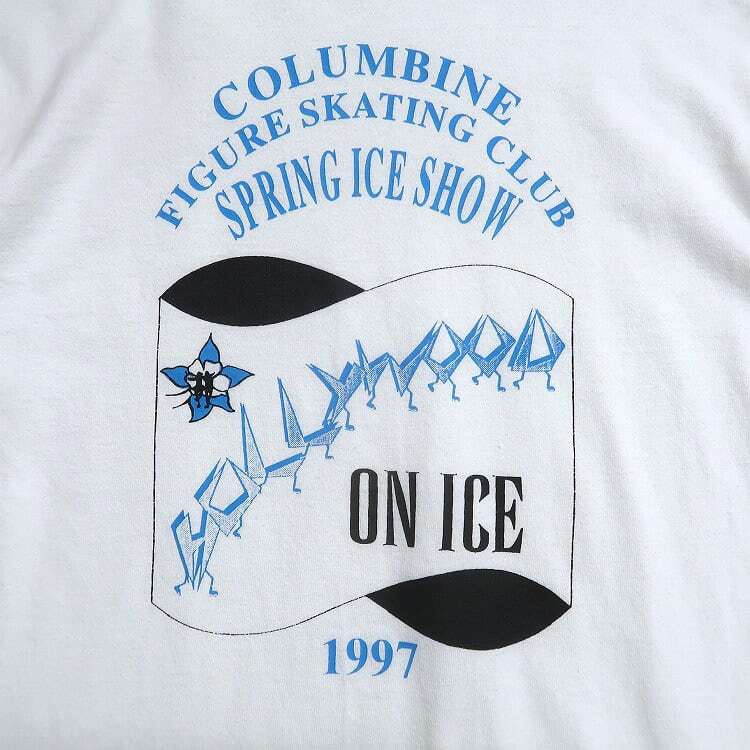 COLUMBINE
FIGURE SKATING CLUB
SPRING ICE SHOW
HOLLYWOOD
ON ICE
1997